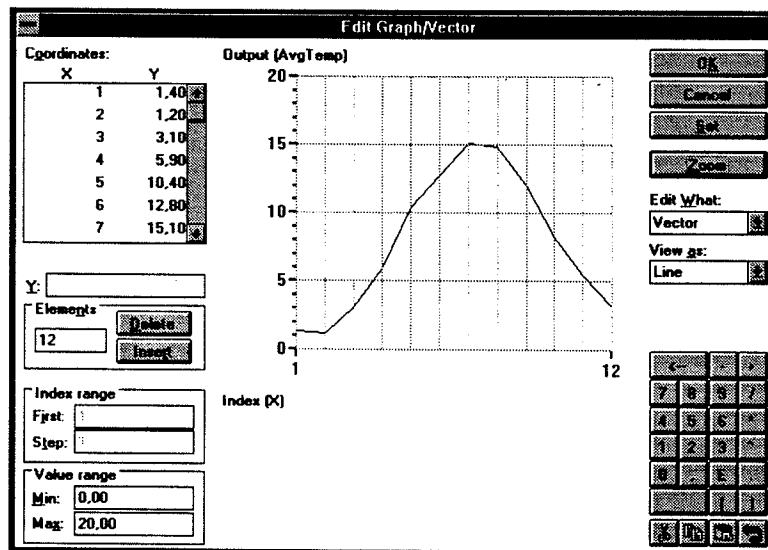 Edit Graph/Vector
Coordinates:
X Y
1 1,40
2 1,20
3 3,10
4 5,90
5 10,40
6 12,80
7 15,10
Y:
Elements
12
Delete
Insert
Index range
First: 1
Step: 1
Value range
Min: 0,00
Max: 20,00
Output (AvgTemp)
20
15
10
5
0
1 12
Index (X)
OK
Cancel
Set
Zoom
Edit What:
Vector
View as:
Line
7 8 9 /
4 5 6 *
1 2 3 ^
0 . E
( )